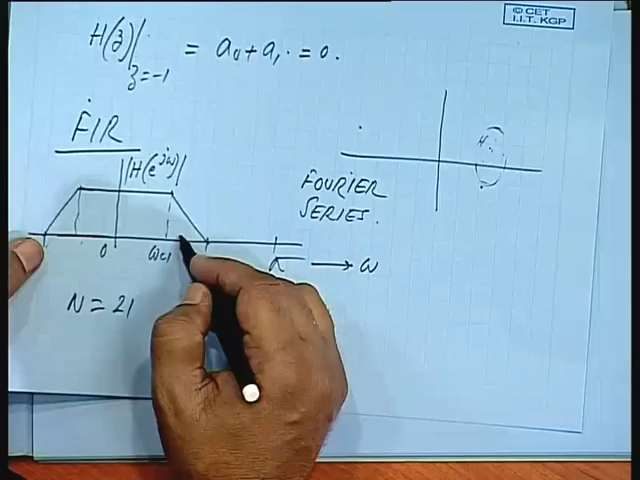 © CET
I.I.T. KGP
H(z)| = a₀ + a₁ = 0.
z = -1
FIR
|H(e^jω)|
FOURIER
SERIES.
0 ωc1 π → ω
N = 21